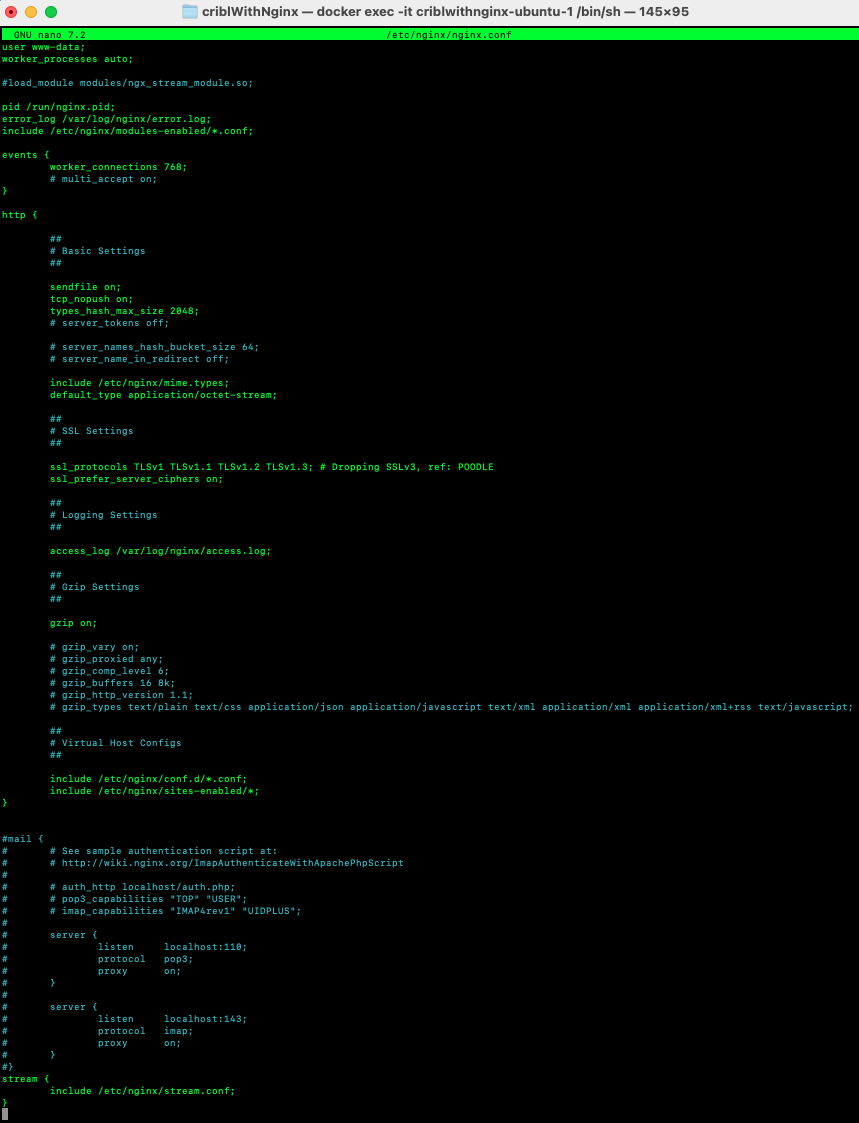 criblWithNginx — docker exec -it criblwithnginx-ubuntu-1 /bin/sh — 145×95
GNU nano 7.2 /etc/nginx/nginx.conf
user www-data;
worker_processes auto;
#load_module modules/ngx_stream_module.so;
pid /run/nginx.pid;
error_log /var/log/nginx/error.log;
include /etc/nginx/modules-enabled/*.conf;
events {
worker_connections 768;
# multi_accept on;
}
http {
##
# Basic Settings
##
sendfile on;
tcp_nopush on;
types_hash_max_size 2048;
# server_tokens off;
# server_names_hash_bucket_size 64;
# server_name_in_redirect off;
include /etc/nginx/mime.types;
default_type application/octet-stream;
##
# SSL Settings
##
ssl_protocols TLSv1 TLSv1.1 TLSv1.2 TLSv1.3; # Dropping SSLv3, ref: POODLE
ssl_prefer_server_ciphers on;
##
# Logging Settings
##
access_log /var/log/nginx/access.log;
##
# Gzip Settings
##
gzip on;
# gzip_vary on;
# gzip_proxied any;
# gzip_comp_level 6;
# gzip_buffers 16 8k;
# gzip_http_version 1.1;
# gzip_types text/plain text/css application/json application/javascript text/xml application/xml application/xml+rss text/javascript;
##
# Virtual Host Configs
##
include /etc/nginx/conf.d/*.conf;
include /etc/nginx/sites-enabled/*;
}
#mail {
# # See sample authentication script at:
# # http://wiki.nginx.org/ImapAuthenticateWithApachePhpScript
#
# # auth_http localhost/auth.php;
# # pop3_capabilities "TOP" "USER";
# # imap_capabilities "IMAP4rev1" "UIDPLUS";
#
# server {
# listen localhost:110;
# protocol pop3;
# proxy on;
# }
#
# server {
# listen localhost:143;
# protocol imap;
# proxy on;
# }
#}
stream {
include /etc/nginx/stream.conf;
}